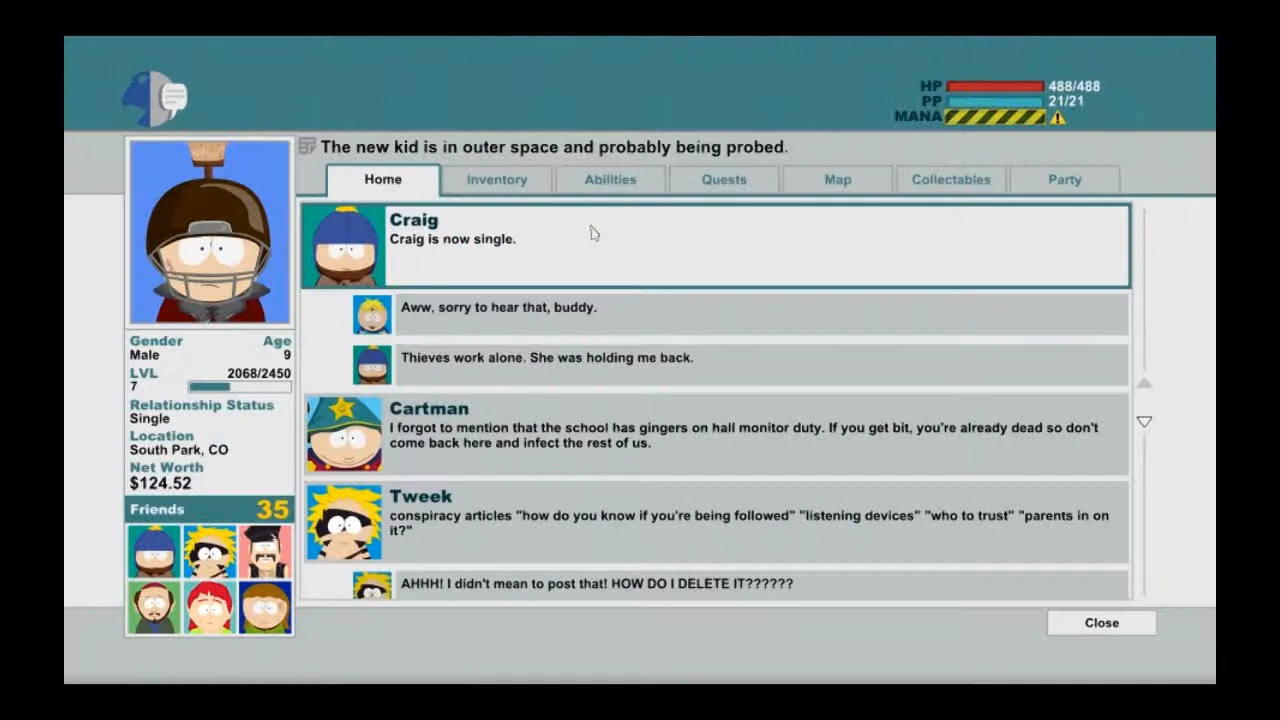 HP 488/488
PP 21/21
MANA
The new kid is in outer space and probably being probed.
Home Inventory Abilities Quests Map Collectables Party
Craig
Craig is now single.
Aww, sorry to hear that, buddy.
Thieves work alone. She was holding me back.
Cartman
I forgot to mention that the school has gingers on hall monitor duty. If you get bit, you're already dead so don't
come back here and infect the rest of us.
Tweek
conspiracy articles "how do you know if you're being followed" "listening devices" "who to trust" "parents in on
it?"
AHHH! I didn't mean to post that! HOW DO I DELETE IT??????
Gender Age
Male 9
LVL 2068/2450
7
Relationship Status
Single
Location
South Park, CO
Net Worth
$124.52
Friends 35
Close